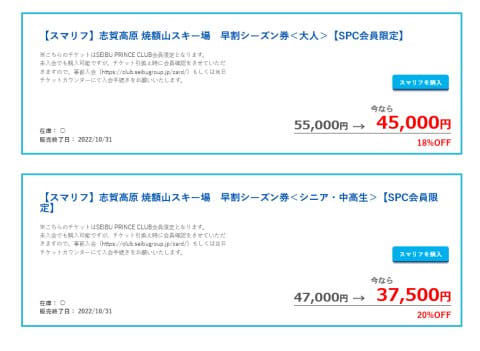 【スマリフ】志賀高原 焼額山スキー場　早割シーズン券＜大人＞【SPC会員限定】
※こちらのチケットはSEIBU PRINCE CLUB会員限定となります。
未入会でも購入可能ですが、チケット引換え時に会員確認をさせていただ
きますので、事前入会（https://club.seibugroup.jp/card/）もしくは当日
チケットカウンターにて入会手続きをお願いいたします。
スマリフを購入
今なら
55,000円 → 45,000円
18%OFF
在庫： ○
販売終了日： 2022/10/31
【スマリフ】志賀高原 焼額山スキー場　早割シーズン券＜シニア・中高生＞【SPC会員限
定】
※こちらのチケットはSEIBU PRINCE CLUB会員限定となります。
未入会でも購入可能ですが、チケット引換え時に会員確認をさせていただ
きますので、事前入会（https://club.seibugroup.jp/card/）もしくは当日
チケットカウンターにて入会手続きをお願いいたします。
スマリフを購入
今なら
47,000円 → 37,500円
20%OFF
在庫： ○
販売終了日： 2022/10/31